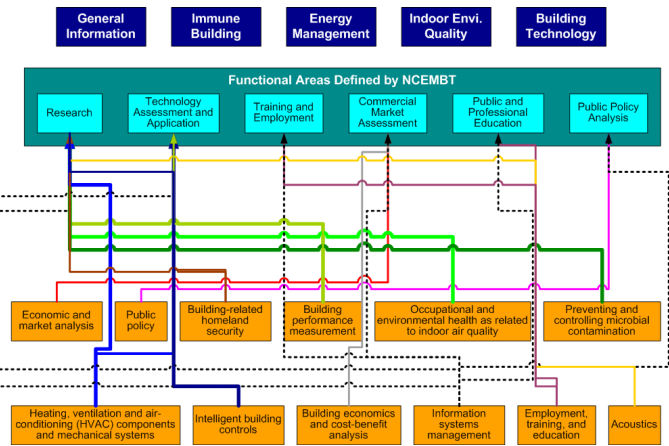 General
Information
Immune
Building
Energy
Management
Indoor Envi.
Quality
Building
Technology
Functional Areas Defined by NCEMBT
Research
Technology
Assessment and
Application
Training and
Employment
Commercial
Market
Assessment
Public and
Professional
Education
Public Policy
Analysis
Economic and
market analysis
Public
policy
Building-related
homeland
security
Building
performance
measurement
Occupational and
environmental health as related
to indoor air quality
Preventing and
controlling microbial
contamination
Heating, ventilation and air-
conditioning (HVAC) components
and mechanical systems
Intelligent building
controls
Building economics
and cost-benefit
analysis
Information
systems
management
Employment,
training, and
education
Acoustics